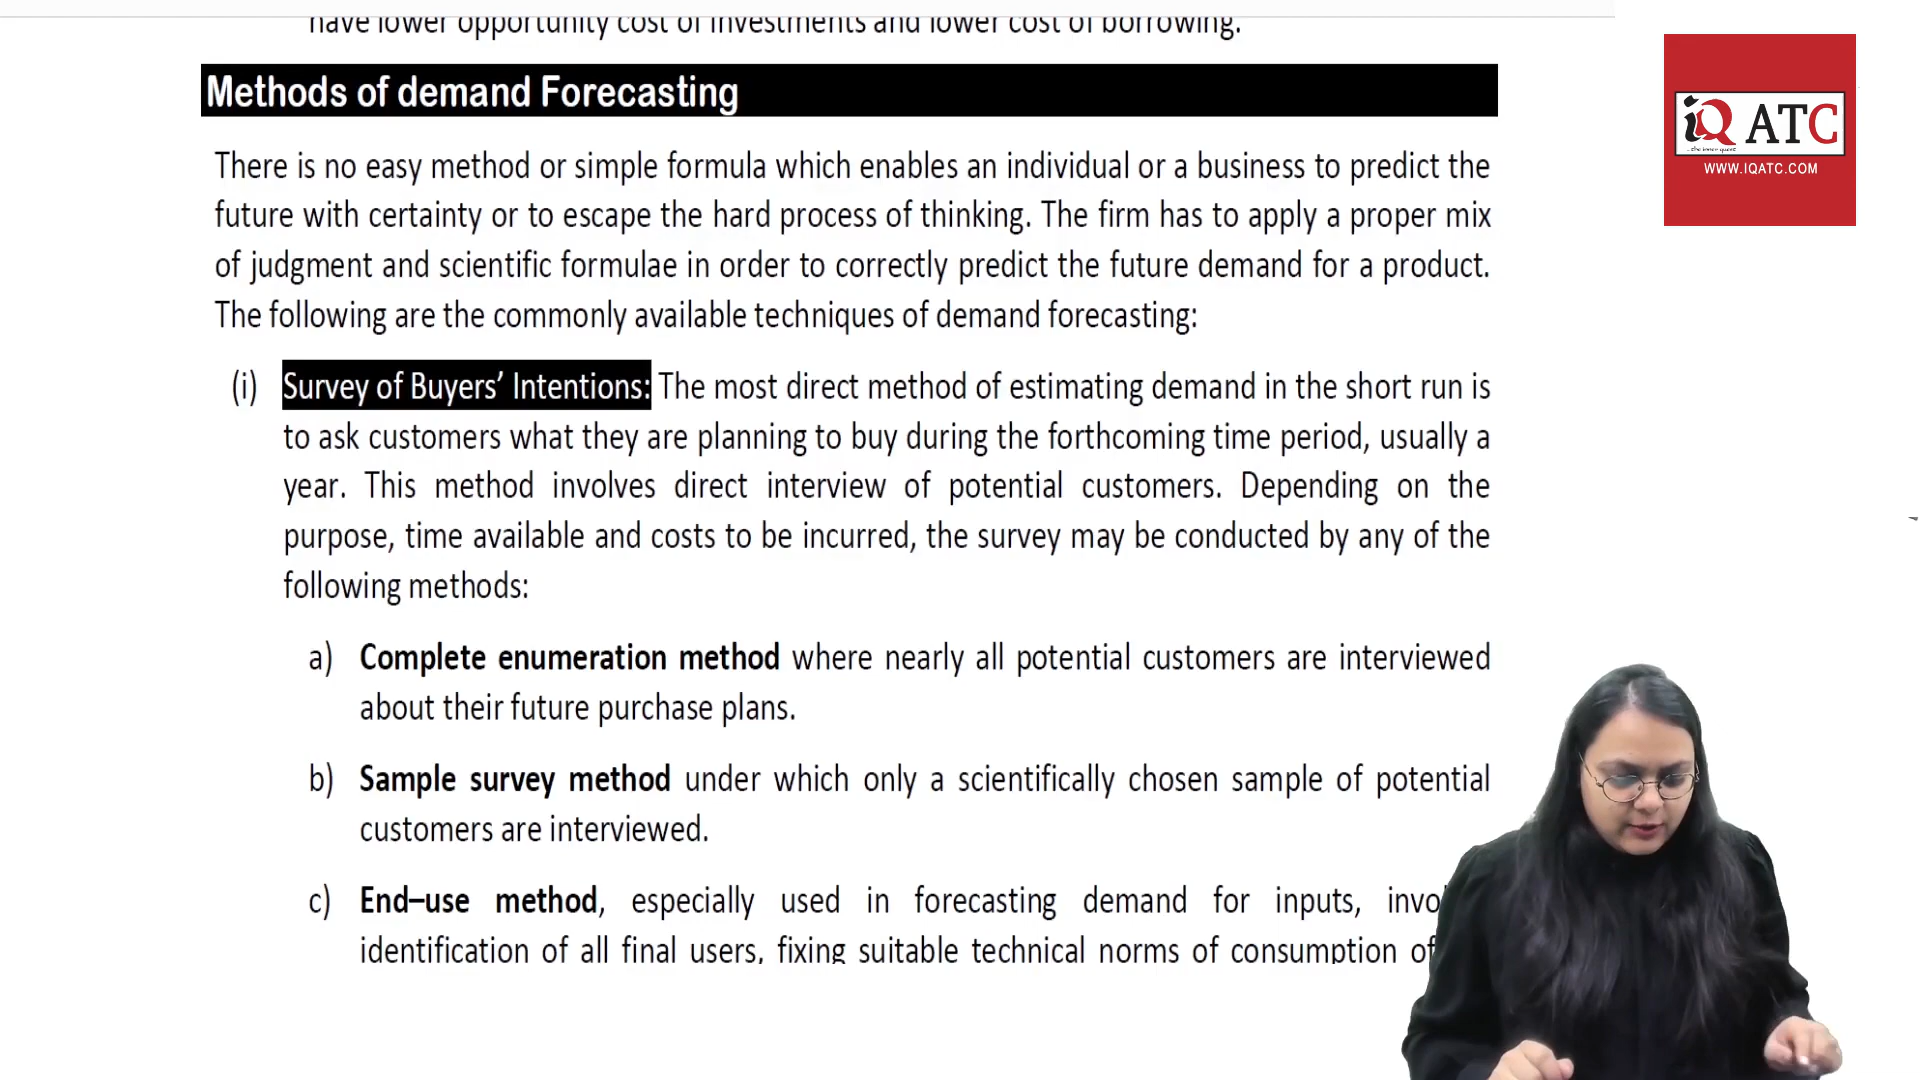 have lower opportunity cost of investments and lower cost of borrowing.
Methods of demand Forecasting
There is no easy method or simple formula which enables an individual or a business to predict the
future with certainty or to escape the hard process of thinking. The firm has to apply a proper mix
of judgment and scientific formulae in order to correctly predict the future demand for a product.
The following are the commonly available techniques of demand forecasting:
(i) Survey of Buyers’ Intentions: The most direct method of estimating demand in the short run is
to ask customers what they are planning to buy during the forthcoming time period, usually a
year. This method involves direct interview of potential customers. Depending on the
purpose, time available and costs to be incurred, the survey may be conducted by any of the
following methods:
a) Complete enumeration method where nearly all potential customers are interviewed
about their future purchase plans.
b) Sample survey method under which only a scientifically chosen sample of potential
customers are interviewed.
c) End–use method, especially used in forecasting demand for inputs, invo
identification of all final users, fixing suitable technical norms of consumption of
iQ ATC
...the inner quest
WWW.IQATC.COM